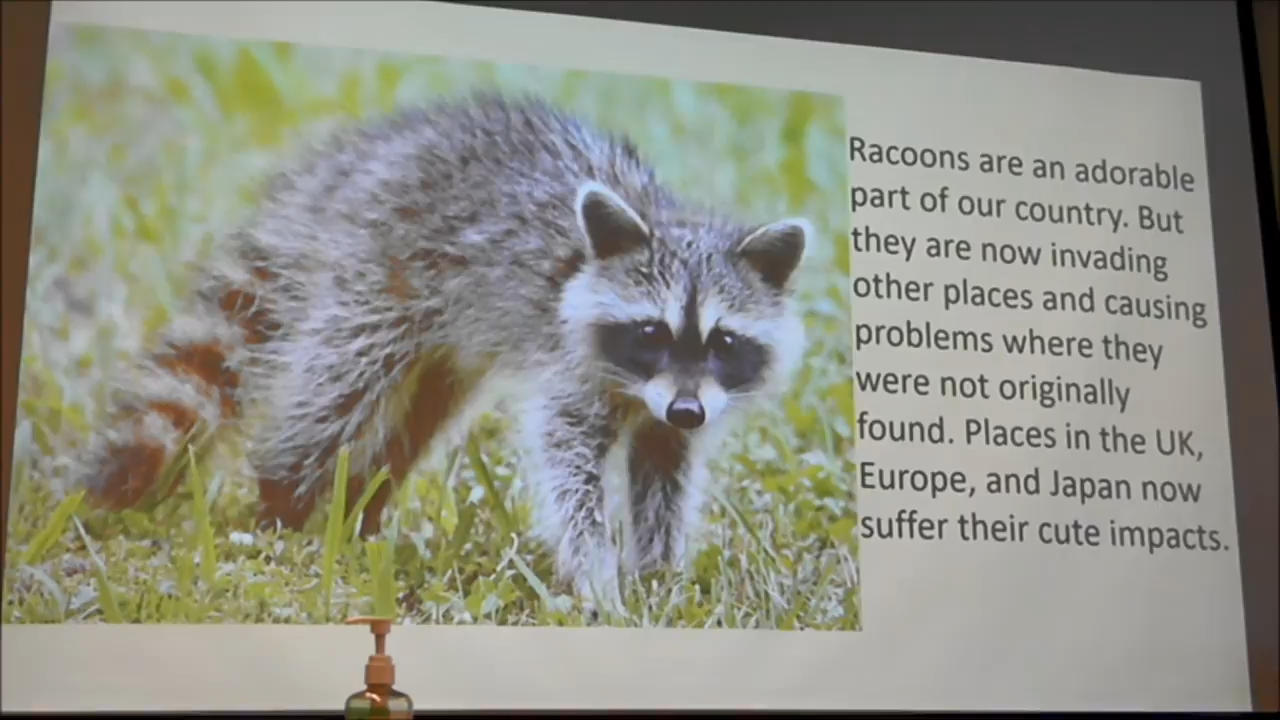 Racoons are an adorable
part of our country. But
they are now invading
other places and causing
problems where they
were not originally
found. Places in the UK,
Europe, and Japan now
suffer their cute impacts.